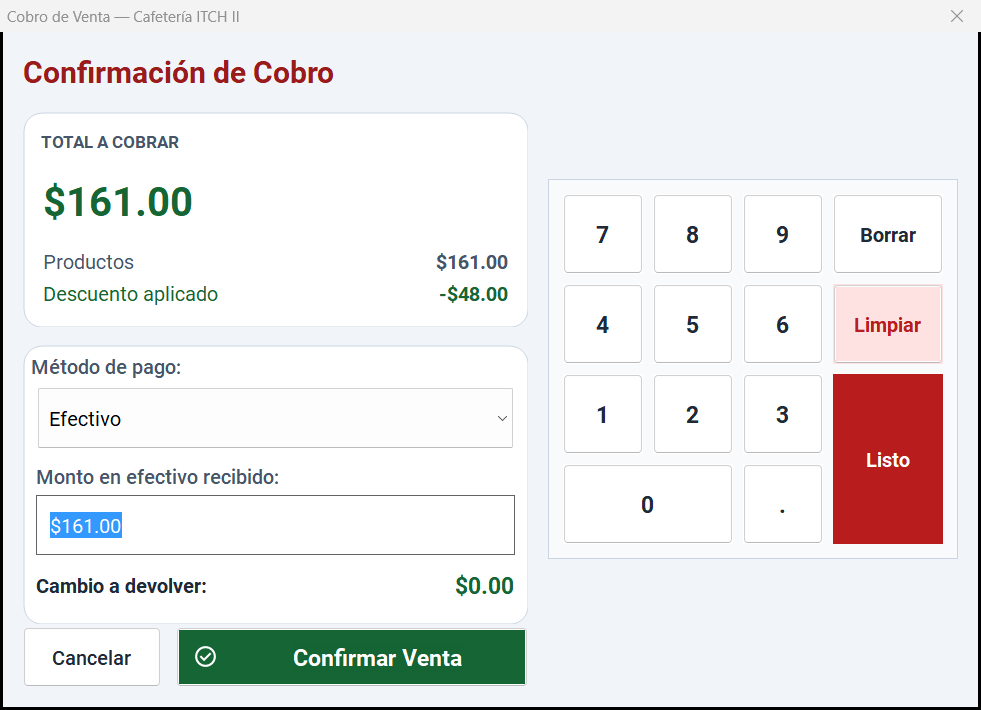 Cobro de Venta — Cafetería ITCH II
Confirmación de Cobro
TOTAL A COBRAR
$161.00
Productos $161.00
Descuento aplicado -$48.00
Método de pago:
Efectivo
Monto en efectivo recibido:
$161.00
Cambio a devolver: $0.00
Cancelar Confirmar Venta
7 8 9 Borrar
4 5 6 Limpiar
1 2 3
Listo
0 .